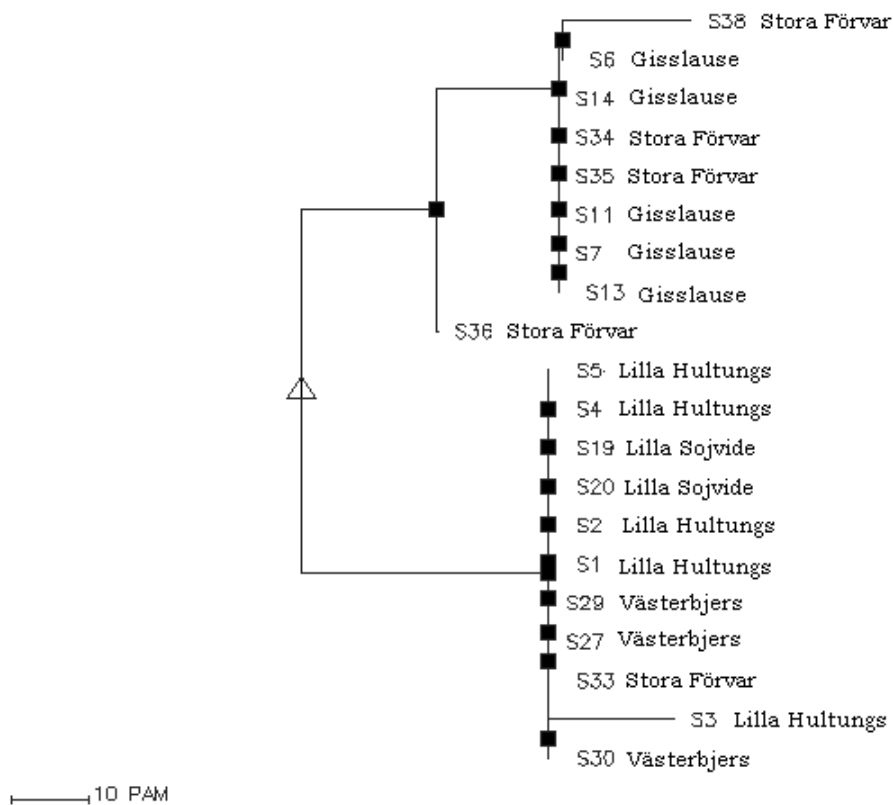 S38 Stora Förvar
S6 Gisslause
S14 Gisslause
S34 Stora Förvar
S35 Stora Förvar
S11 Gisslause
S7 Gisslause
S13 Gisslause
S36 Stora Förvar
S5 Lilla Hultungs
S4 Lilla Hultungs
S19 Lilla Sojvide
S20 Lilla Sojvide
S2 Lilla Hultungs
S1 Lilla Hultungs
S29 Västerbjers
S27 Västerbjers
S33 Stora Förvar
S3 Lilla Hultungs
S30 Västerbjers
10 PAM